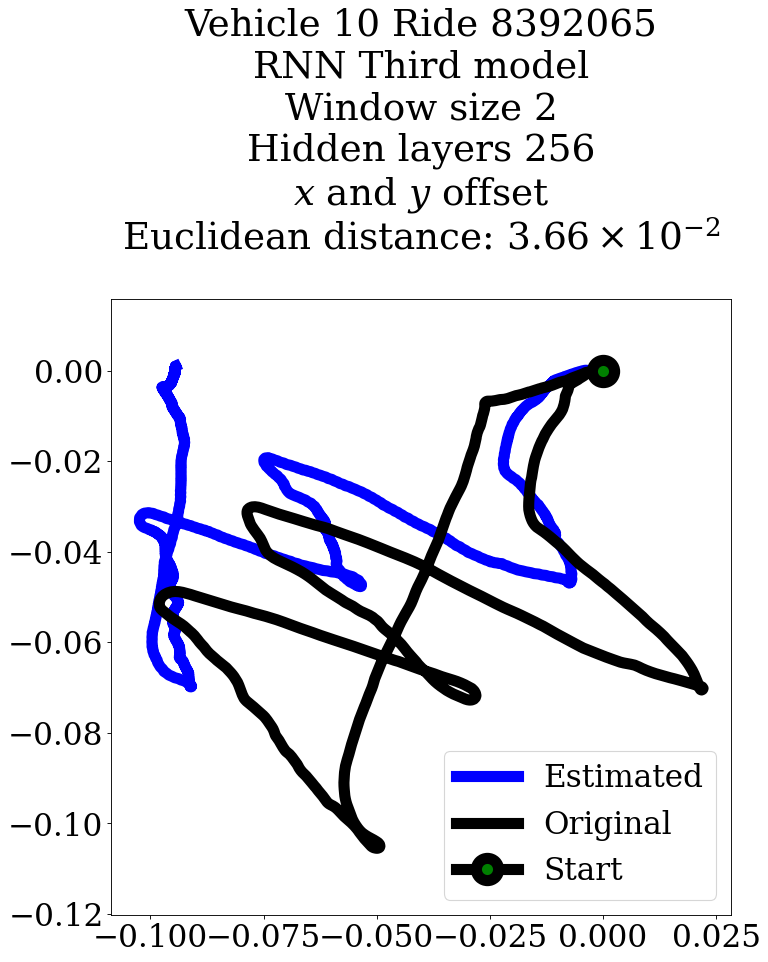 Vehicle 10 Ride 8392065
RNN Third model
Window size 2
Hidden layers 256
x and y offset
Euclidean distance: 3.66 × 10⁻²
0.00
−0.02
−0.04
−0.06
−0.08
−0.10
−0.12
Estimated
Original
Start
−0.100 −0.075 −0.050 −0.025 0.000 0.025